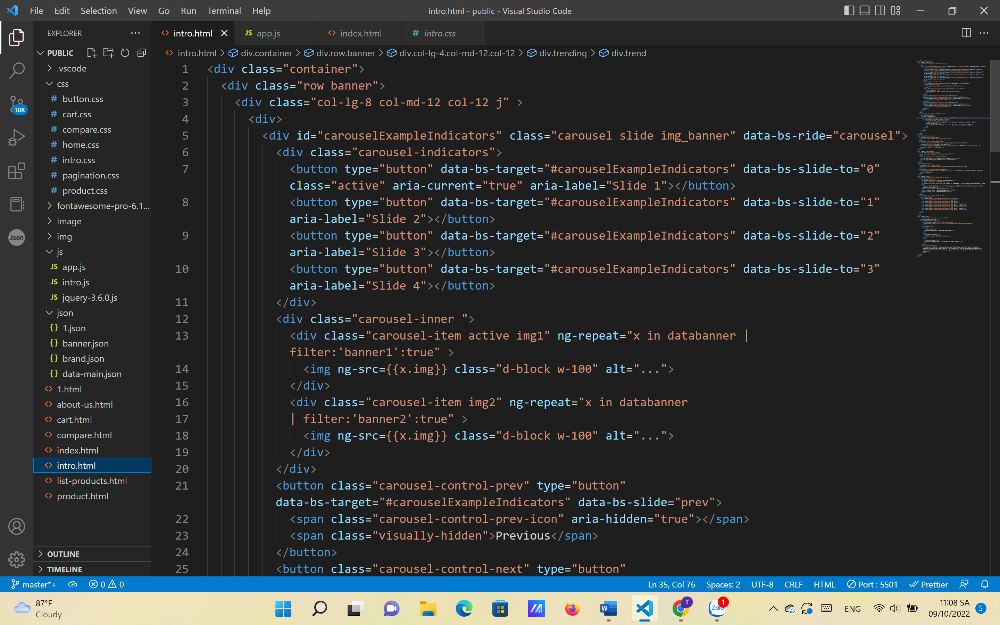 File Edit Selection View Go Run Terminal Help
intro.html - public - Visual Studio Code
EXPLORER
intro.html
JS app.js
index.html
# intro.css
PUBLIC
intro.html > div.container > div.row.banner > div.col-lg-4.col-md-12.col-12 > div.trending > div.trend
.vscode
css
# button.css
# cart.css
# compare.css
# home.css
# intro.css
# pagination.css
# product.css
fontawesome-pro-6.1...
image
img
js
JS app.js
JS intro.js
JS jquery-3.6.0.js
json
{} 1.json
{} banner.json
{} brand.json
{} data-main.json
1.html
about-us.html
cart.html
compare.html
index.html
intro.html
list-products.html
product.html
OUTLINE
TIMELINE
10K
Json
1 <div class="container">
2 <div class="row banner">
3 <div class="col-lg-8 col-md-12 col-12 j" >
4 <div>
5 <div id="carouselExampleIndicators" class="carousel slide img_banner" data-bs-ride="carousel">
6 <div class="carousel-indicators">
7 <button type="button" data-bs-target="#carouselExampleIndicators" data-bs-slide-to="0"
class="active" aria-current="true" aria-label="Slide 1"></button>
8 <button type="button" data-bs-target="#carouselExampleIndicators" data-bs-slide-to="1"
aria-label="Slide 2"></button>
9 <button type="button" data-bs-target="#carouselExampleIndicators" data-bs-slide-to="2"
aria-label="Slide 3"></button>
10 <button type="button" data-bs-target="#carouselExampleIndicators" data-bs-slide-to="3"
aria-label="Slide 4"></button>
11 </div>
12 <div class="carousel-inner ">
13 <div class="carousel-item active img1" ng-repeat="x in databanner |
filter:'banner1':true" >
14 <img ng-src={{x.img}} class="d-block w-100" alt="...">
15 </div>
16 <div class="carousel-item img2" ng-repeat="x in databanner
17 | filter:'banner2':true" >
18 <img ng-src={{x.img}} class="d-block w-100" alt="...">
19 </div>
20 </div>
21 <button class="carousel-control-prev" type="button"
data-bs-target="#carouselExampleIndicators" data-bs-slide="prev">
22 <span class="carousel-control-prev-icon" aria-hidden="true"></span>
23 <span class="visually-hidden">Previous</span>
24 </button>
25 <button class="carousel-control-next" type="button"
master*+ 0 0
Ln 35, Col 76 Spaces: 2 UTF-8 CRLF HTML Port : 5501 Prettier
87°F
Cloudy
W
T
Zalo
1
ENG
11:08 SA
09/10/2022
5